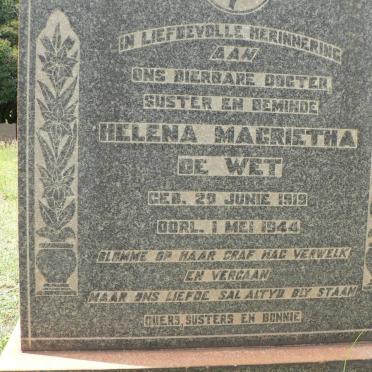 IN LIEFDEVOLLE HERINNERING
AAN
ONS DIERBARE DOGTER
SUSTER EN BEMINDE
HELENA MAGRIETHA
DE WET
GEB. 29 JUNIE 1919
OORL. 1 MEI 1944
BLOMME OP HAAR GRAF MAG VERWELK
EN VERGAAN
MAAR ONS LIEFDE SAL ALTYD BLY STAAN
OUERS, SUSTERS EN BONNIE